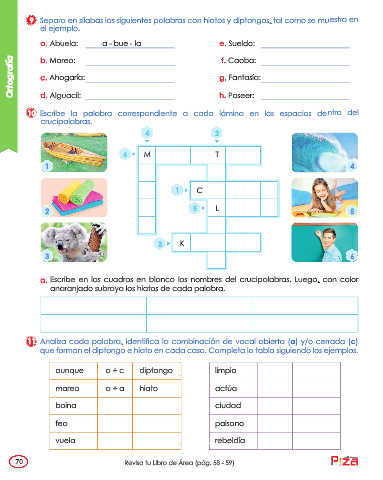 Ortografía
9 Separo en sílabas las siguientes palabras con hiatos y diptongos, tal como se muestra en
el ejemplo.
a. Abuela: a - bue - la
e. Sueldo:
b. Mareo:
f. Caoba:
c. Ahogaría:
g. Fantasía:
d. Alguacil:
h. Poseer:
10 Escribe la palabra correspondiente a cada lámina en los espacios dentro del
crucipalabras.
4
3
M
T
1
C
5
L
K
1
2
3
4
5
6
a. Escribe en los cuadros en blanco los nombres del crucipalabras. Luego, con color
anaranjado subraya los hiatos de cada palabra.
11 Analiza cada palabra, identifica la combinación de vocal abierta (a) y/o cerrada (c)
que forman el diptongo e hiato en cada caso. Completa la tabla siguiendo los ejemplos.
aunque a + c diptongo
mareo a + a hiato
boina
feo
vuela
limpio
actúa
ciudad
paisano
rebeldía
70
Revisa tu Libro de Área (pág. 58 - 59)